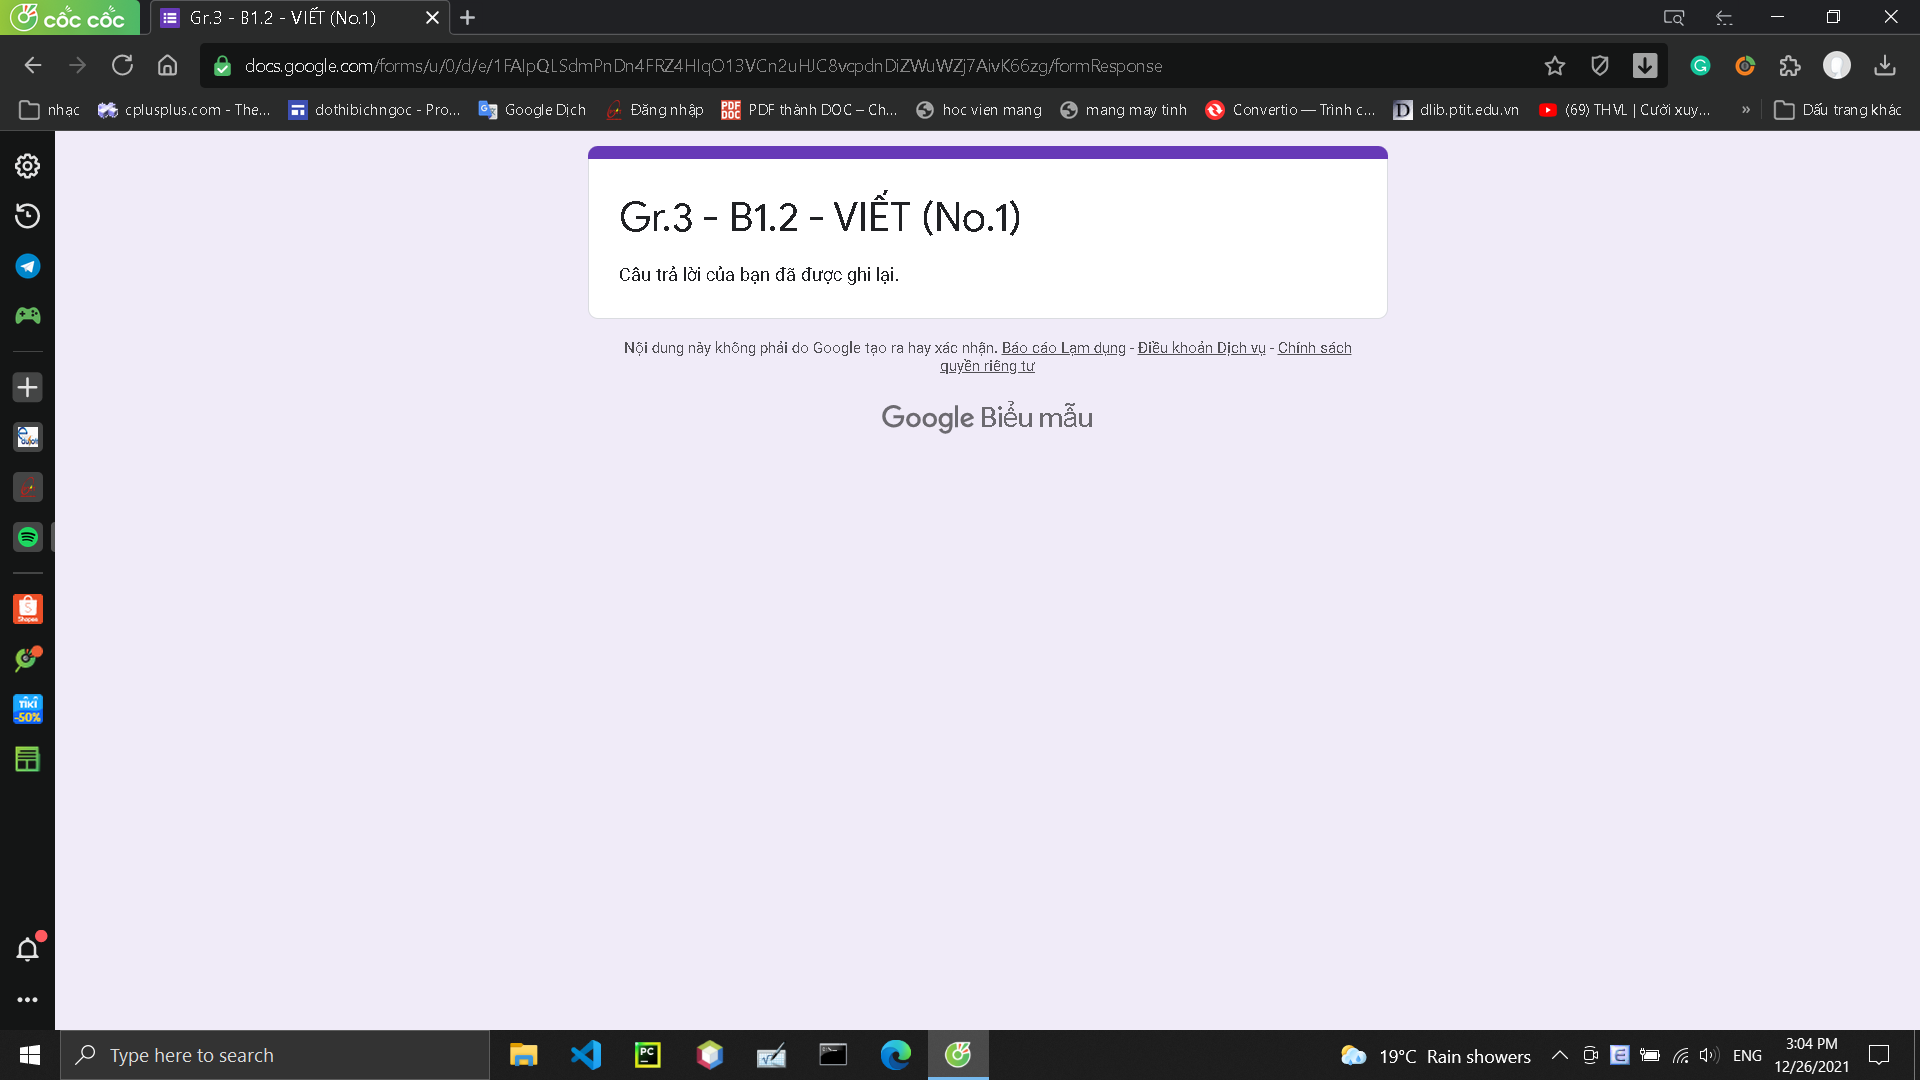 cốc cốc
Gr.3 - B1.2 - VIẾT (No.1)
docs.google.com/forms/u/0/d/e/1FAIpQLSdmPnDn4FRZ4HIqO13VCn2uHJC8vcpdnDiZWuWZj7AivK66zg/formResponse
nhạc
cplusplus.com - The...
dothibichngoc - Pro...
Google Dịch
Đăng nhập
PDF thành DOC – Ch...
hoc vien mang
mang may tinh
Convertio — Trình c...
dlib.ptit.edu.vn
(69) THVL | Cười xuy...
»
Dấu trang khác
Gr.3 - B1.2 - VIẾT (No.1)
Câu trả lời của bạn đã được ghi lại.
Nội dung này không phải do Google tạo ra hay xác nhận. Báo cáo Lạm dụng - Điều khoản Dịch vụ - Chính sách
quyền riêng tư
Google Biểu mẫu
Shopee
TIKI
-50%
Type here to search
PC
19°C Rain showers
ENG
3:04 PM
12/26/2021